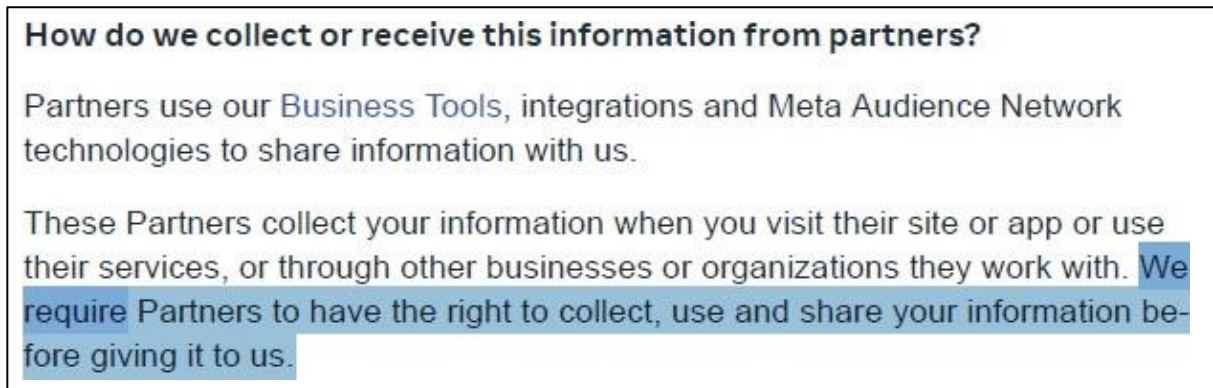 How do we collect or receive this information from partners?
Partners use our Business Tools, integrations and Meta Audience Network
technologies to share information with us.
These Partners collect your information when you visit their site or app or use
their services, or through other businesses or organizations they work with. We
require Partners to have the right to collect, use and share your information be-
fore giving it to us.